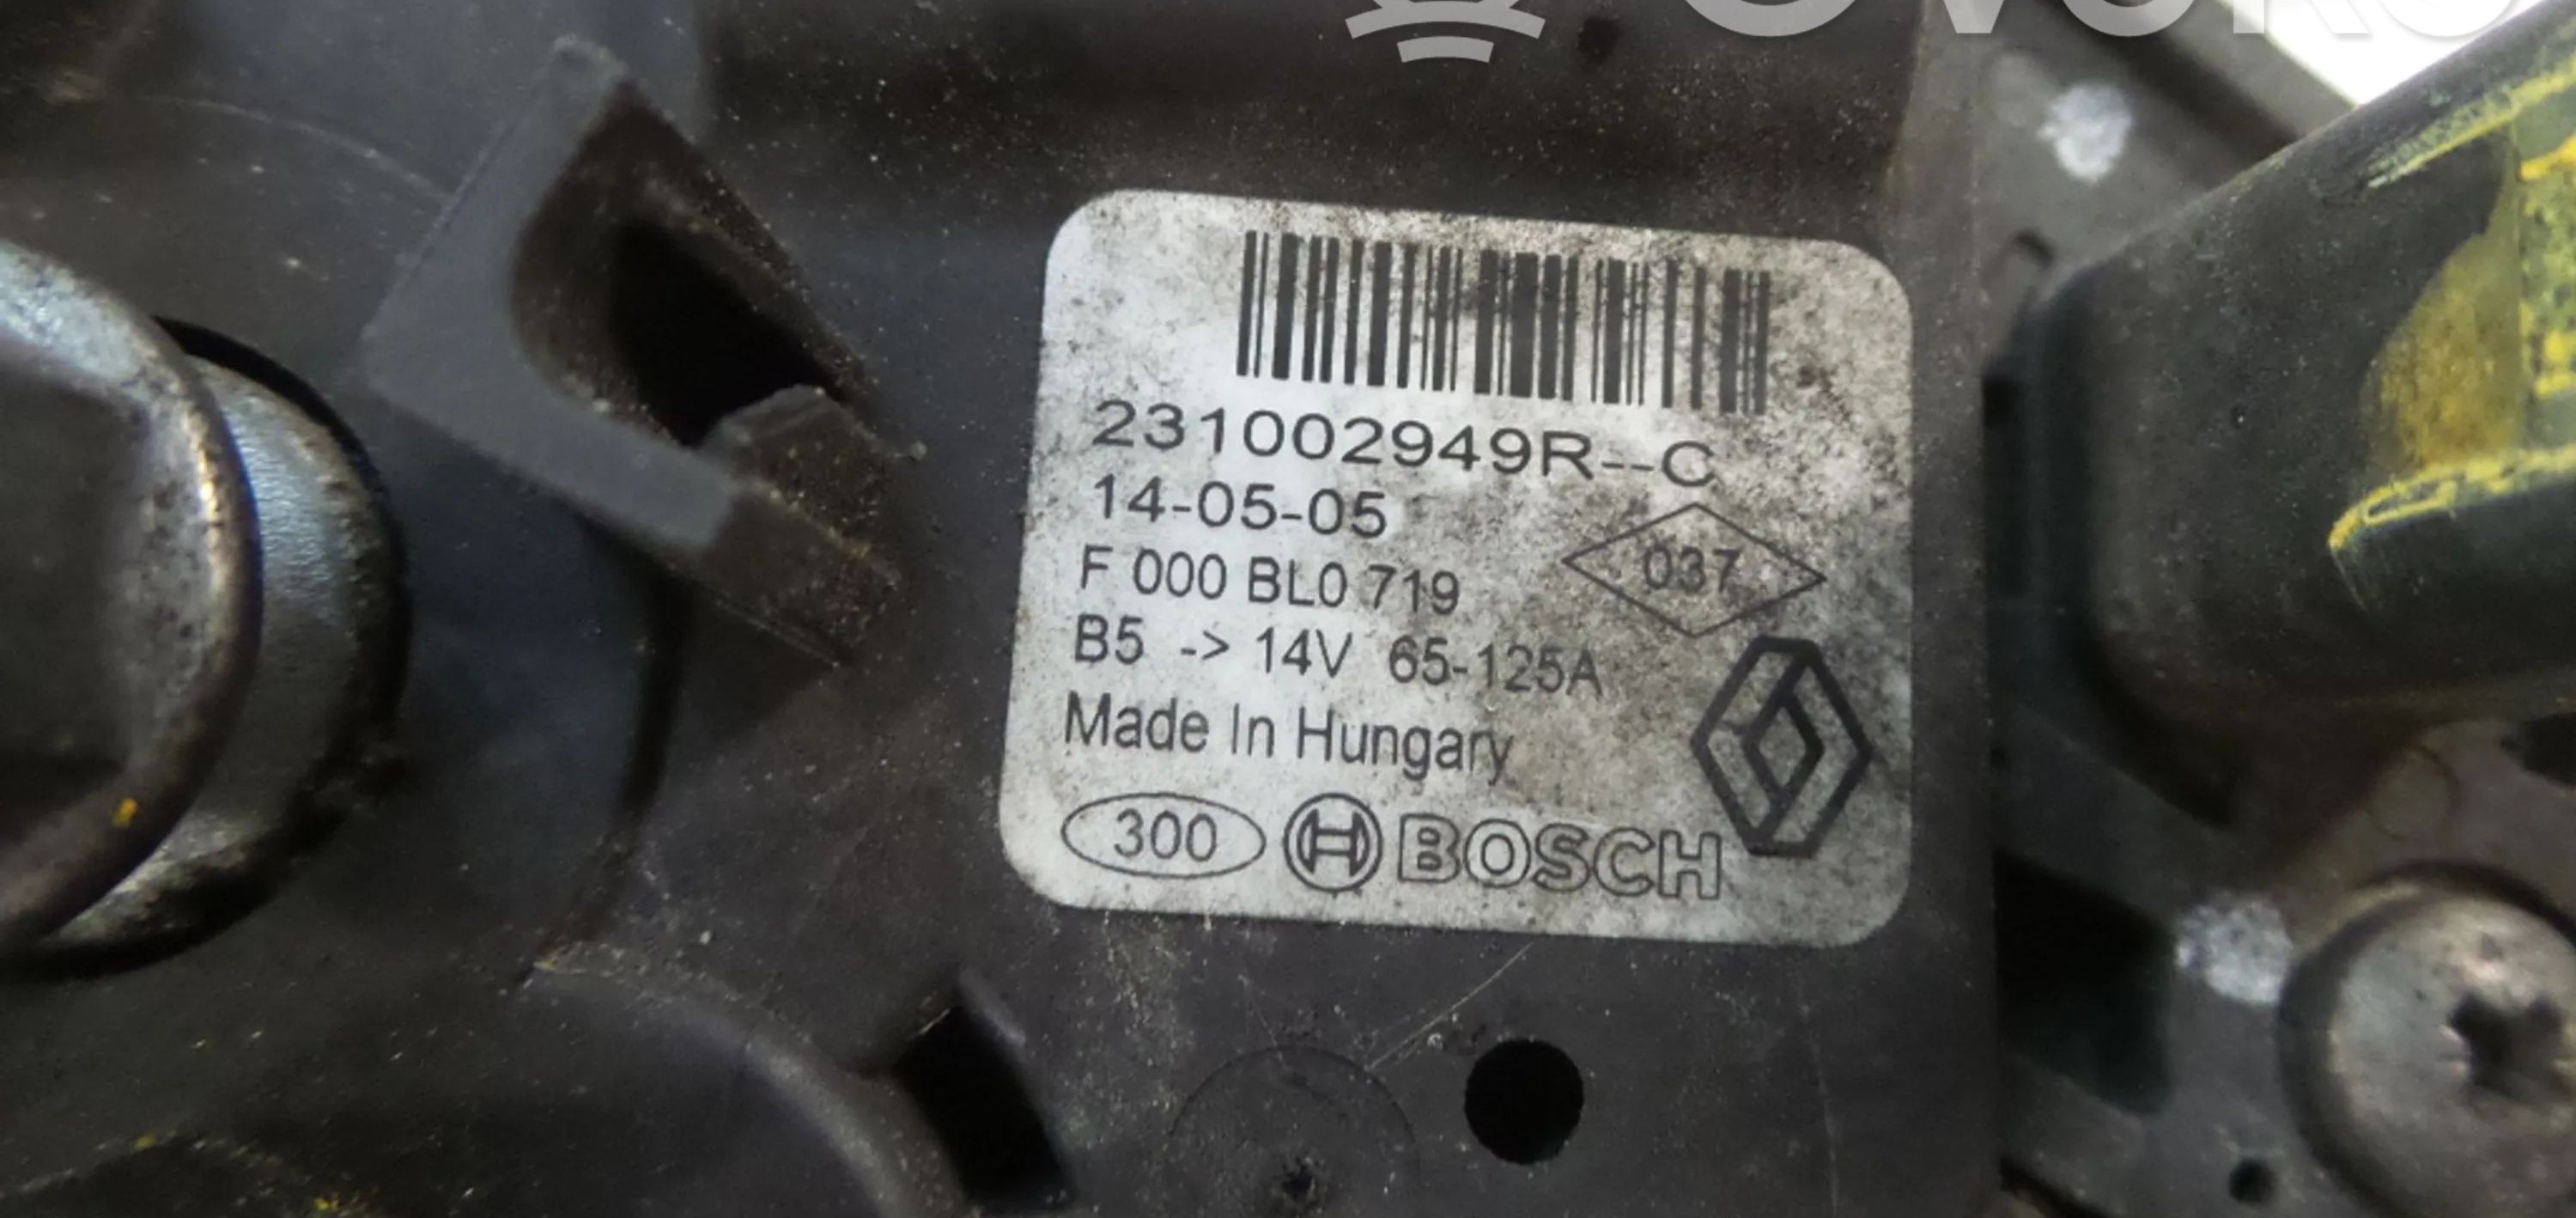 231002949R--C
14-05-05
F 000 BL0 719
037
B5 -> 14V 65-125A
Made In Hungary
300 BOSCH